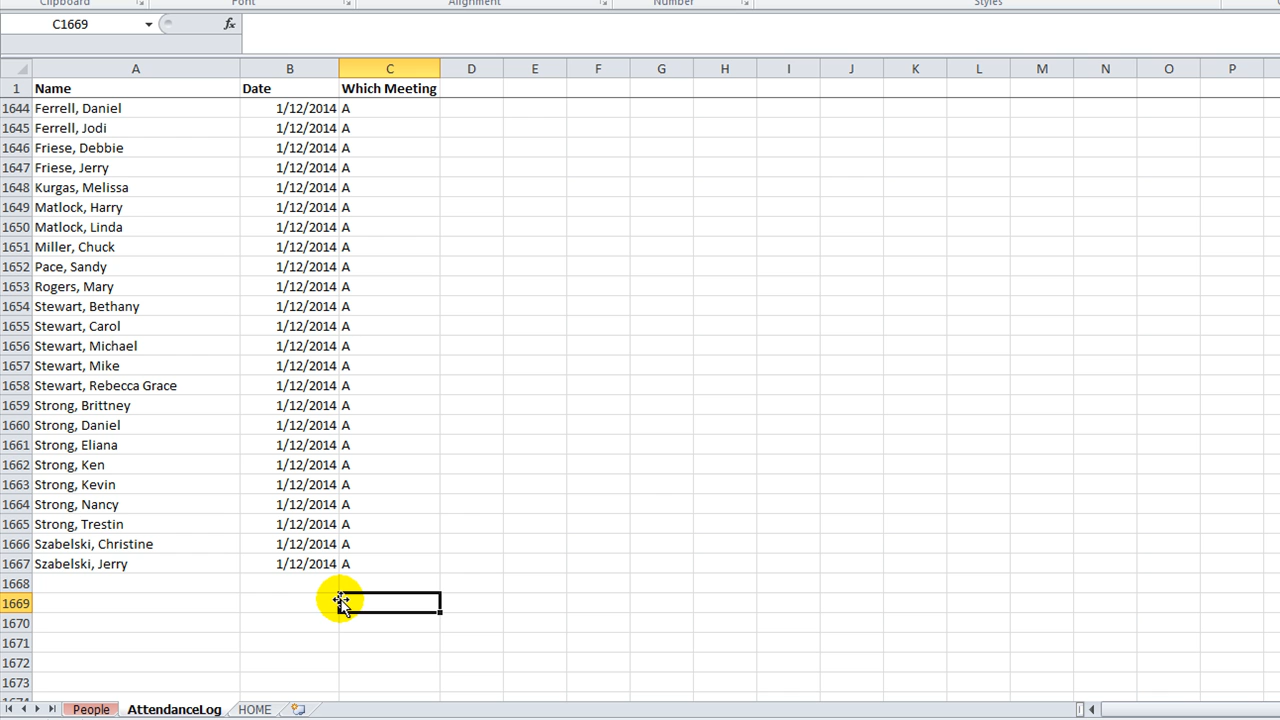 Clipboard Font Alignment Number Styles
C1669 fx
A B C D E F G H I J K L M N O P
1 Name Date Which Meeting
1644 Ferrell, Daniel 1/12/2014 A
1645 Ferrell, Jodi 1/12/2014 A
1646 Friese, Debbie 1/12/2014 A
1647 Friese, Jerry 1/12/2014 A
1648 Kurgas, Melissa 1/12/2014 A
1649 Matlock, Harry 1/12/2014 A
1650 Matlock, Linda 1/12/2014 A
1651 Miller, Chuck 1/12/2014 A
1652 Pace, Sandy 1/12/2014 A
1653 Rogers, Mary 1/12/2014 A
1654 Stewart, Bethany 1/12/2014 A
1655 Stewart, Carol 1/12/2014 A
1656 Stewart, Michael 1/12/2014 A
1657 Stewart, Mike 1/12/2014 A
1658 Stewart, Rebecca Grace 1/12/2014 A
1659 Strong, Brittney 1/12/2014 A
1660 Strong, Daniel 1/12/2014 A
1661 Strong, Eliana 1/12/2014 A
1662 Strong, Ken 1/12/2014 A
1663 Strong, Kevin 1/12/2014 A
1664 Strong, Nancy 1/12/2014 A
1665 Strong, Trestin 1/12/2014 A
1666 Szabelski, Christine 1/12/2014 A
1667 Szabelski, Jerry 1/12/2014 A
1668
1669
1670
1671
1672
1673
1674
People AttendanceLog HOME